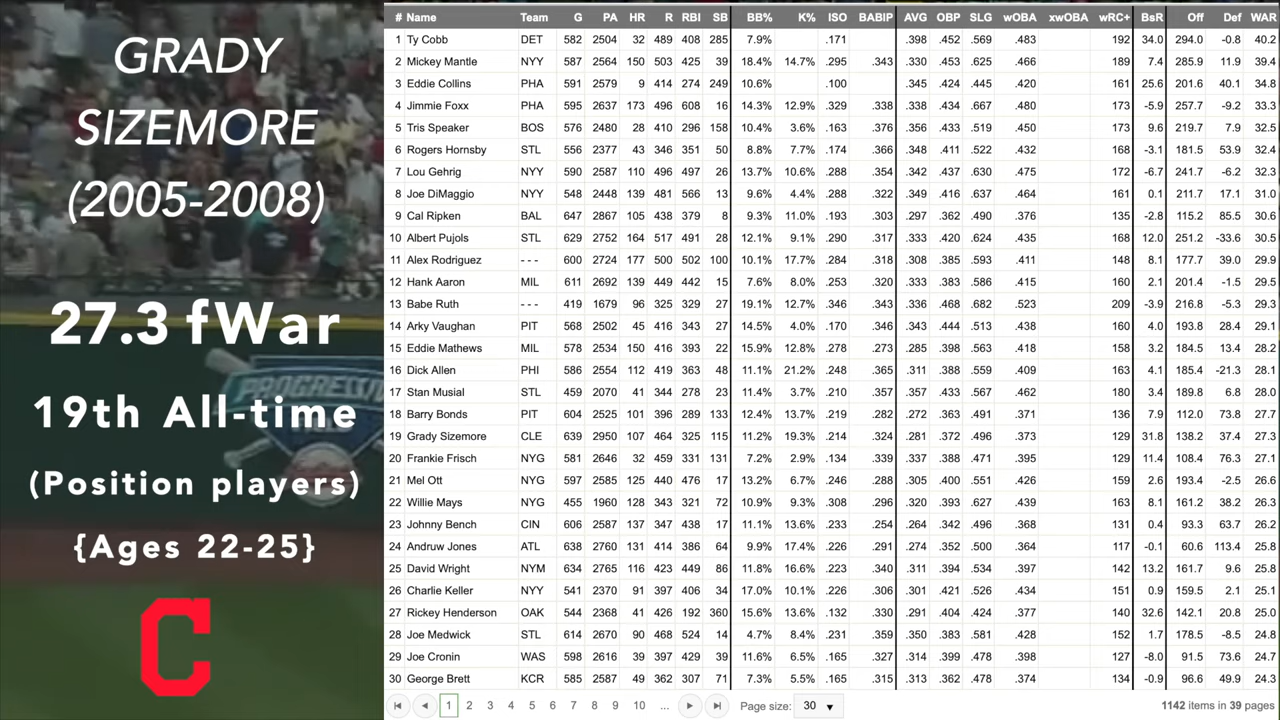 GRADY
SIZEMORE
(2005-2008)
27.3 fWar
19th All-time
(Position players)
{Ages 22-25}
C
# Name Team G PA HR R RBI SB BB% K% ISO BABIP AVG OBP SLG wOBA xwOBA wRC+ BsR Off Def WAR
1 Ty Cobb DET 582 2504 32 489 408 285 7.9% .171 .398 .452 .569 .483 192 34.0 294.0 -0.8 40.2
2 Mickey Mantle NYY 587 2564 150 503 425 39 18.4% 14.7% .295 .343 .330 .453 .625 .466 189 7.4 285.9 11.9 39.4
3 Eddie Collins PHA 591 2579 9 414 274 249 10.6% .100 .345 .424 .445 .420 161 25.6 201.6 40.1 34.8
4 Jimmie Foxx PHA 595 2637 173 496 608 16 14.3% 12.9% .329 .338 .338 .434 .667 .480 173 -5.9 257.7 -9.2 33.3
5 Tris Speaker BOS 576 2480 28 410 296 158 10.4% 3.6% .163 .376 .356 .433 .519 .450 173 9.6 219.7 7.9 32.5
6 Rogers Hornsby STL 556 2377 43 346 351 50 8.8% 7.7% .174 .366 .348 .411 .522 .432 168 -3.1 181.5 53.9 32.4
7 Lou Gehrig NYY 590 2587 110 496 497 26 13.7% 10.6% .288 .354 .342 .437 .630 .475 172 -6.7 241.7 -6.2 32.3
8 Joe DiMaggio NYY 548 2448 139 481 566 13 9.6% 4.4% .288 .322 .349 .416 .637 .464 161 0.1 211.7 17.1 31.0
9 Cal Ripken BAL 647 2867 105 438 379 8 9.3% 11.0% .193 .303 .297 .362 .490 .376 135 -2.8 115.2 85.5 30.6
10 Albert Pujols STL 629 2752 164 517 491 28 12.1% 9.1% .290 .317 .333 .420 .624 .435 168 12.0 251.2 -33.6 30.5
11 Alex Rodriguez - - - 600 2724 177 500 502 100 10.1% 17.7% .284 .318 .308 .385 .593 .411 148 8.1 177.7 39.0 29.9
12 Hank Aaron MIL 611 2692 139 449 442 15 7.6% 8.0% .253 .320 .333 .383 .586 .415 160 2.1 201.4 -1.5 29.5
13 Babe Ruth - - - 419 1679 96 325 329 27 19.1% 12.7% .346 .343 .336 .468 .682 .523 209 -3.9 216.8 -5.3 29.3
14 Arky Vaughan PIT 568 2502 45 416 343 27 14.5% 4.0% .170 .346 .343 .444 .513 .438 160 4.0 193.8 28.4 29.1
15 Eddie Mathews MIL 578 2534 150 416 393 22 15.9% 12.8% .278 .273 .285 .398 .563 .418 158 3.2 184.5 13.4 28.2
16 Dick Allen PHI 586 2554 112 419 363 48 11.1% 21.2% .248 .365 .311 .388 .559 .409 163 4.1 185.4 -21.3 28.1
17 Stan Musial STL 459 2070 41 344 278 23 11.4% 3.7% .210 .357 .357 .433 .567 .462 180 3.4 189.8 6.8 28.0
18 Barry Bonds PIT 604 2525 101 396 289 133 12.4% 13.7% .219 .282 .272 .363 .491 .371 136 7.9 112.0 73.8 27.7
19 Grady Sizemore CLE 639 2950 107 464 325 115 11.2% 19.3% .214 .324 .281 .372 .496 .373 129 31.8 138.2 37.4 27.3
20 Frankie Frisch NYG 581 2646 32 459 331 131 7.2% 2.9% .134 .339 .337 .388 .471 .395 129 11.4 108.4 76.3 27.1
21 Mel Ott NYG 597 2585 125 440 476 17 13.2% 6.7% .246 .288 .305 .400 .551 .426 159 2.6 193.4 -2.5 26.6
22 Willie Mays NYG 455 1960 128 343 321 72 10.9% 9.3% .308 .296 .320 .393 .627 .439 163 8.1 161.2 38.2 26.3
23 Johnny Bench CIN 606 2587 137 347 438 17 11.1% 13.6% .233 .254 .264 .342 .496 .368 131 0.4 93.3 63.7 26.2
24 Andruw Jones ATL 638 2760 131 414 386 64 9.9% 17.4% .226 .291 .274 .352 .500 .364 117 -0.1 60.6 113.4 25.8
25 David Wright NYM 634 2765 116 423 449 86 11.8% 16.6% .223 .340 .311 .394 .534 .397 142 13.2 161.7 9.6 25.8
26 Charlie Keller NYY 541 2370 91 397 406 34 17.0% 10.1% .226 .306 .301 .421 .526 .434 151 0.9 159.5 2.1 25.1
27 Rickey Henderson OAK 544 2368 41 426 192 360 15.6% 13.6% .132 .330 .291 .404 .424 .377 140 32.6 142.1 20.8 25.0
28 Joe Medwick STL 614 2670 90 468 524 14 4.7% 8.4% .231 .359 .350 .383 .581 .428 152 1.7 178.5 -8.5 24.8
29 Joe Cronin WAS 598 2616 39 397 429 39 11.6% 6.5% .165 .327 .314 .399 .478 .398 127 -8.0 91.5 73.6 24.7
30 George Brett KCR 585 2587 49 362 307 71 7.3% 5.5% .165 .315 .313 .362 .478 .374 134 -0.9 96.6 49.9 24.3
1 2 3 4 5 6 7 8 9 10 ... Page size: 30 1142 items in 39 pages